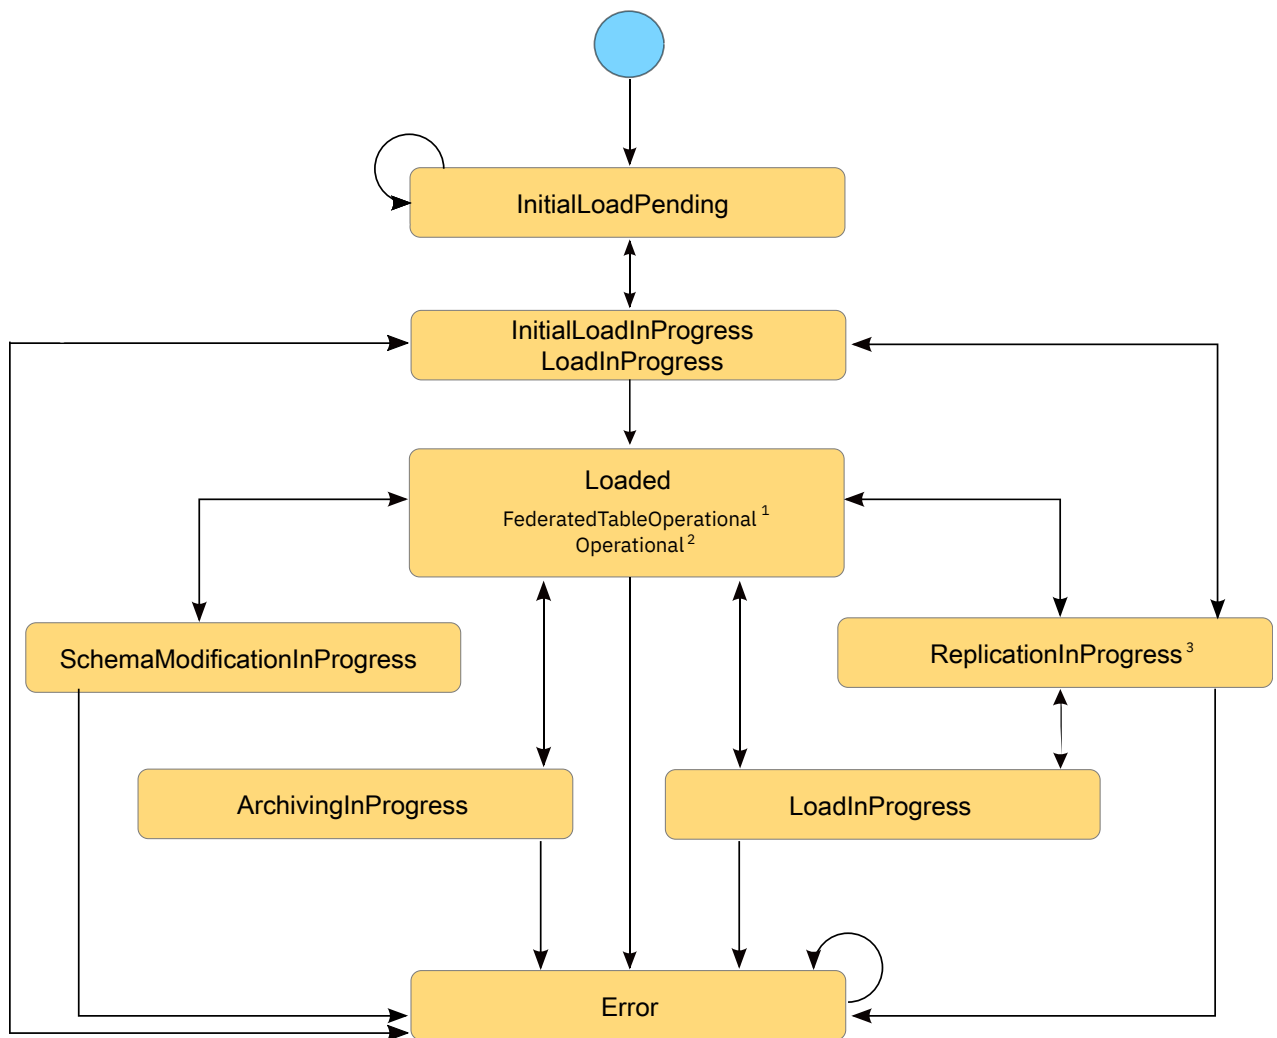 InitialLoadPending
InitialLoadInProgress
LoadInProgress
Loaded
FederatedTableOperational 1
Operational 2
SchemaModificationInProgress
ReplicationInProgress 3
ArchivingInProgress
LoadInProgress
Error